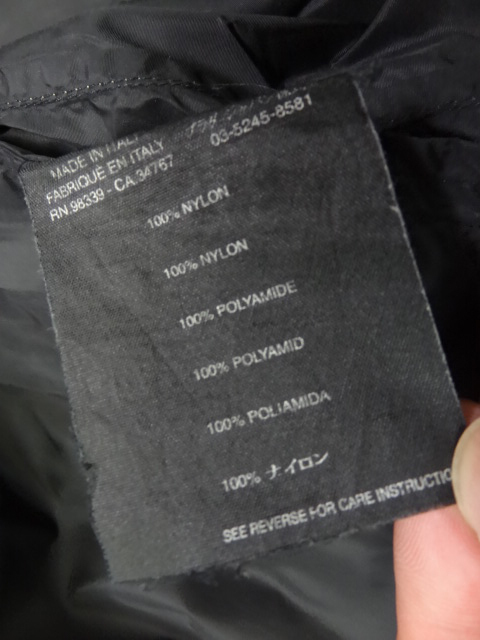 MADE IN ITALY
FABRIQUE EN ITALY
RN.98339 - CA.34767
03-5245-8581
100% NYLON
100% NYLON
100% POLYAMIDE
100% POLYAMID
100% POLIAMIDA
100% ナイロン
SEE REVERSE FOR CARE INSTRUCTIO